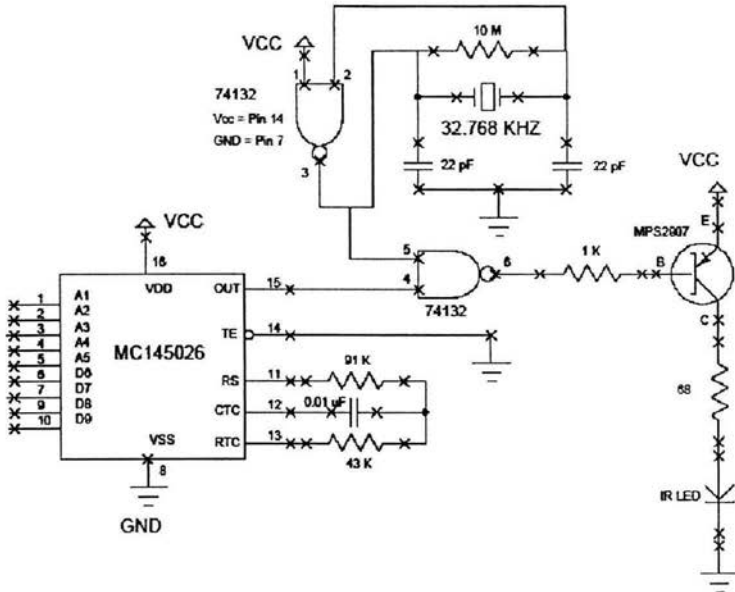 VCC
10 M
1
2
74132
Vcc = Pin 14
GND = Pin 7
32.768 KHZ
3
22 pF
22 pF
VCC
VCC
E
MPS2907
16
5
6
1 K
B
4
VDD
OUT
15
74132
1
A1
2
A2
3
A3
TE
14
C
4
A4
5
A5
MC145026
6
D6
RS
11
91 K
7
D7
68
9
D8
CTC
12
0.01 uF
10
D9
VSS
RTC
13
43 K
8
IR LED
GND